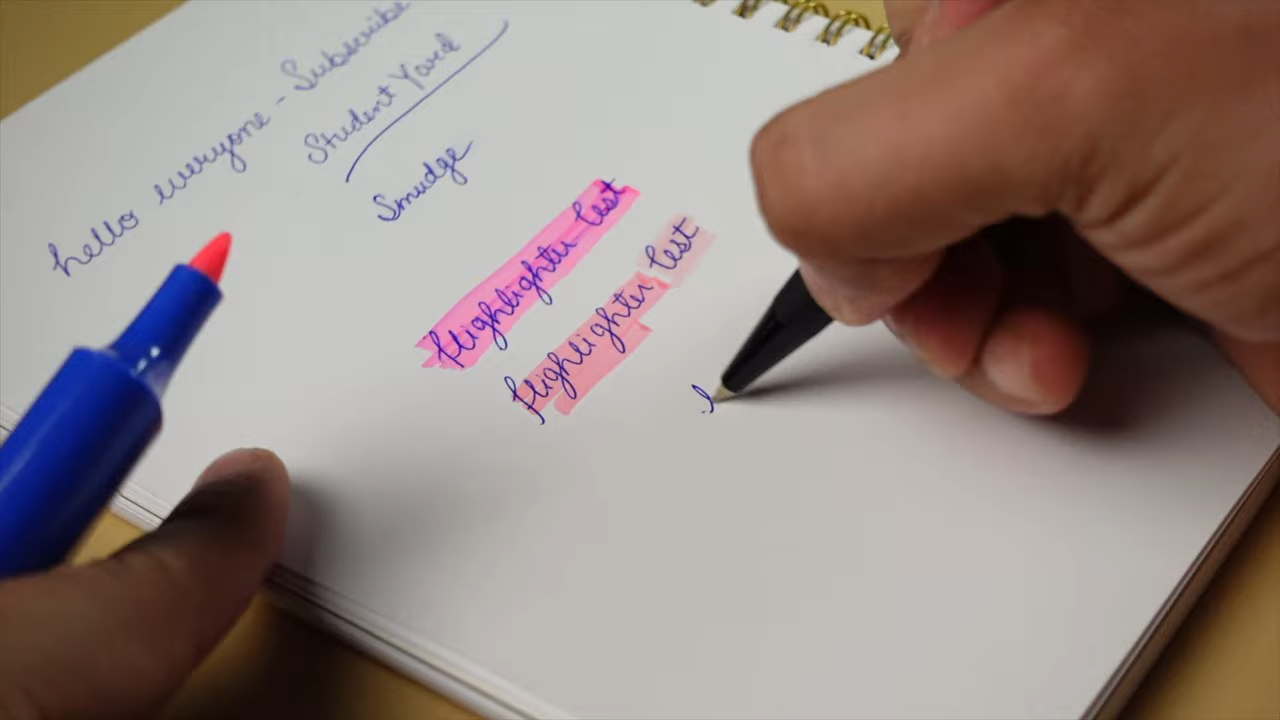 hello everyone - Subscribe
Student Yard
Smudge
Highlighter test
Highlighter test